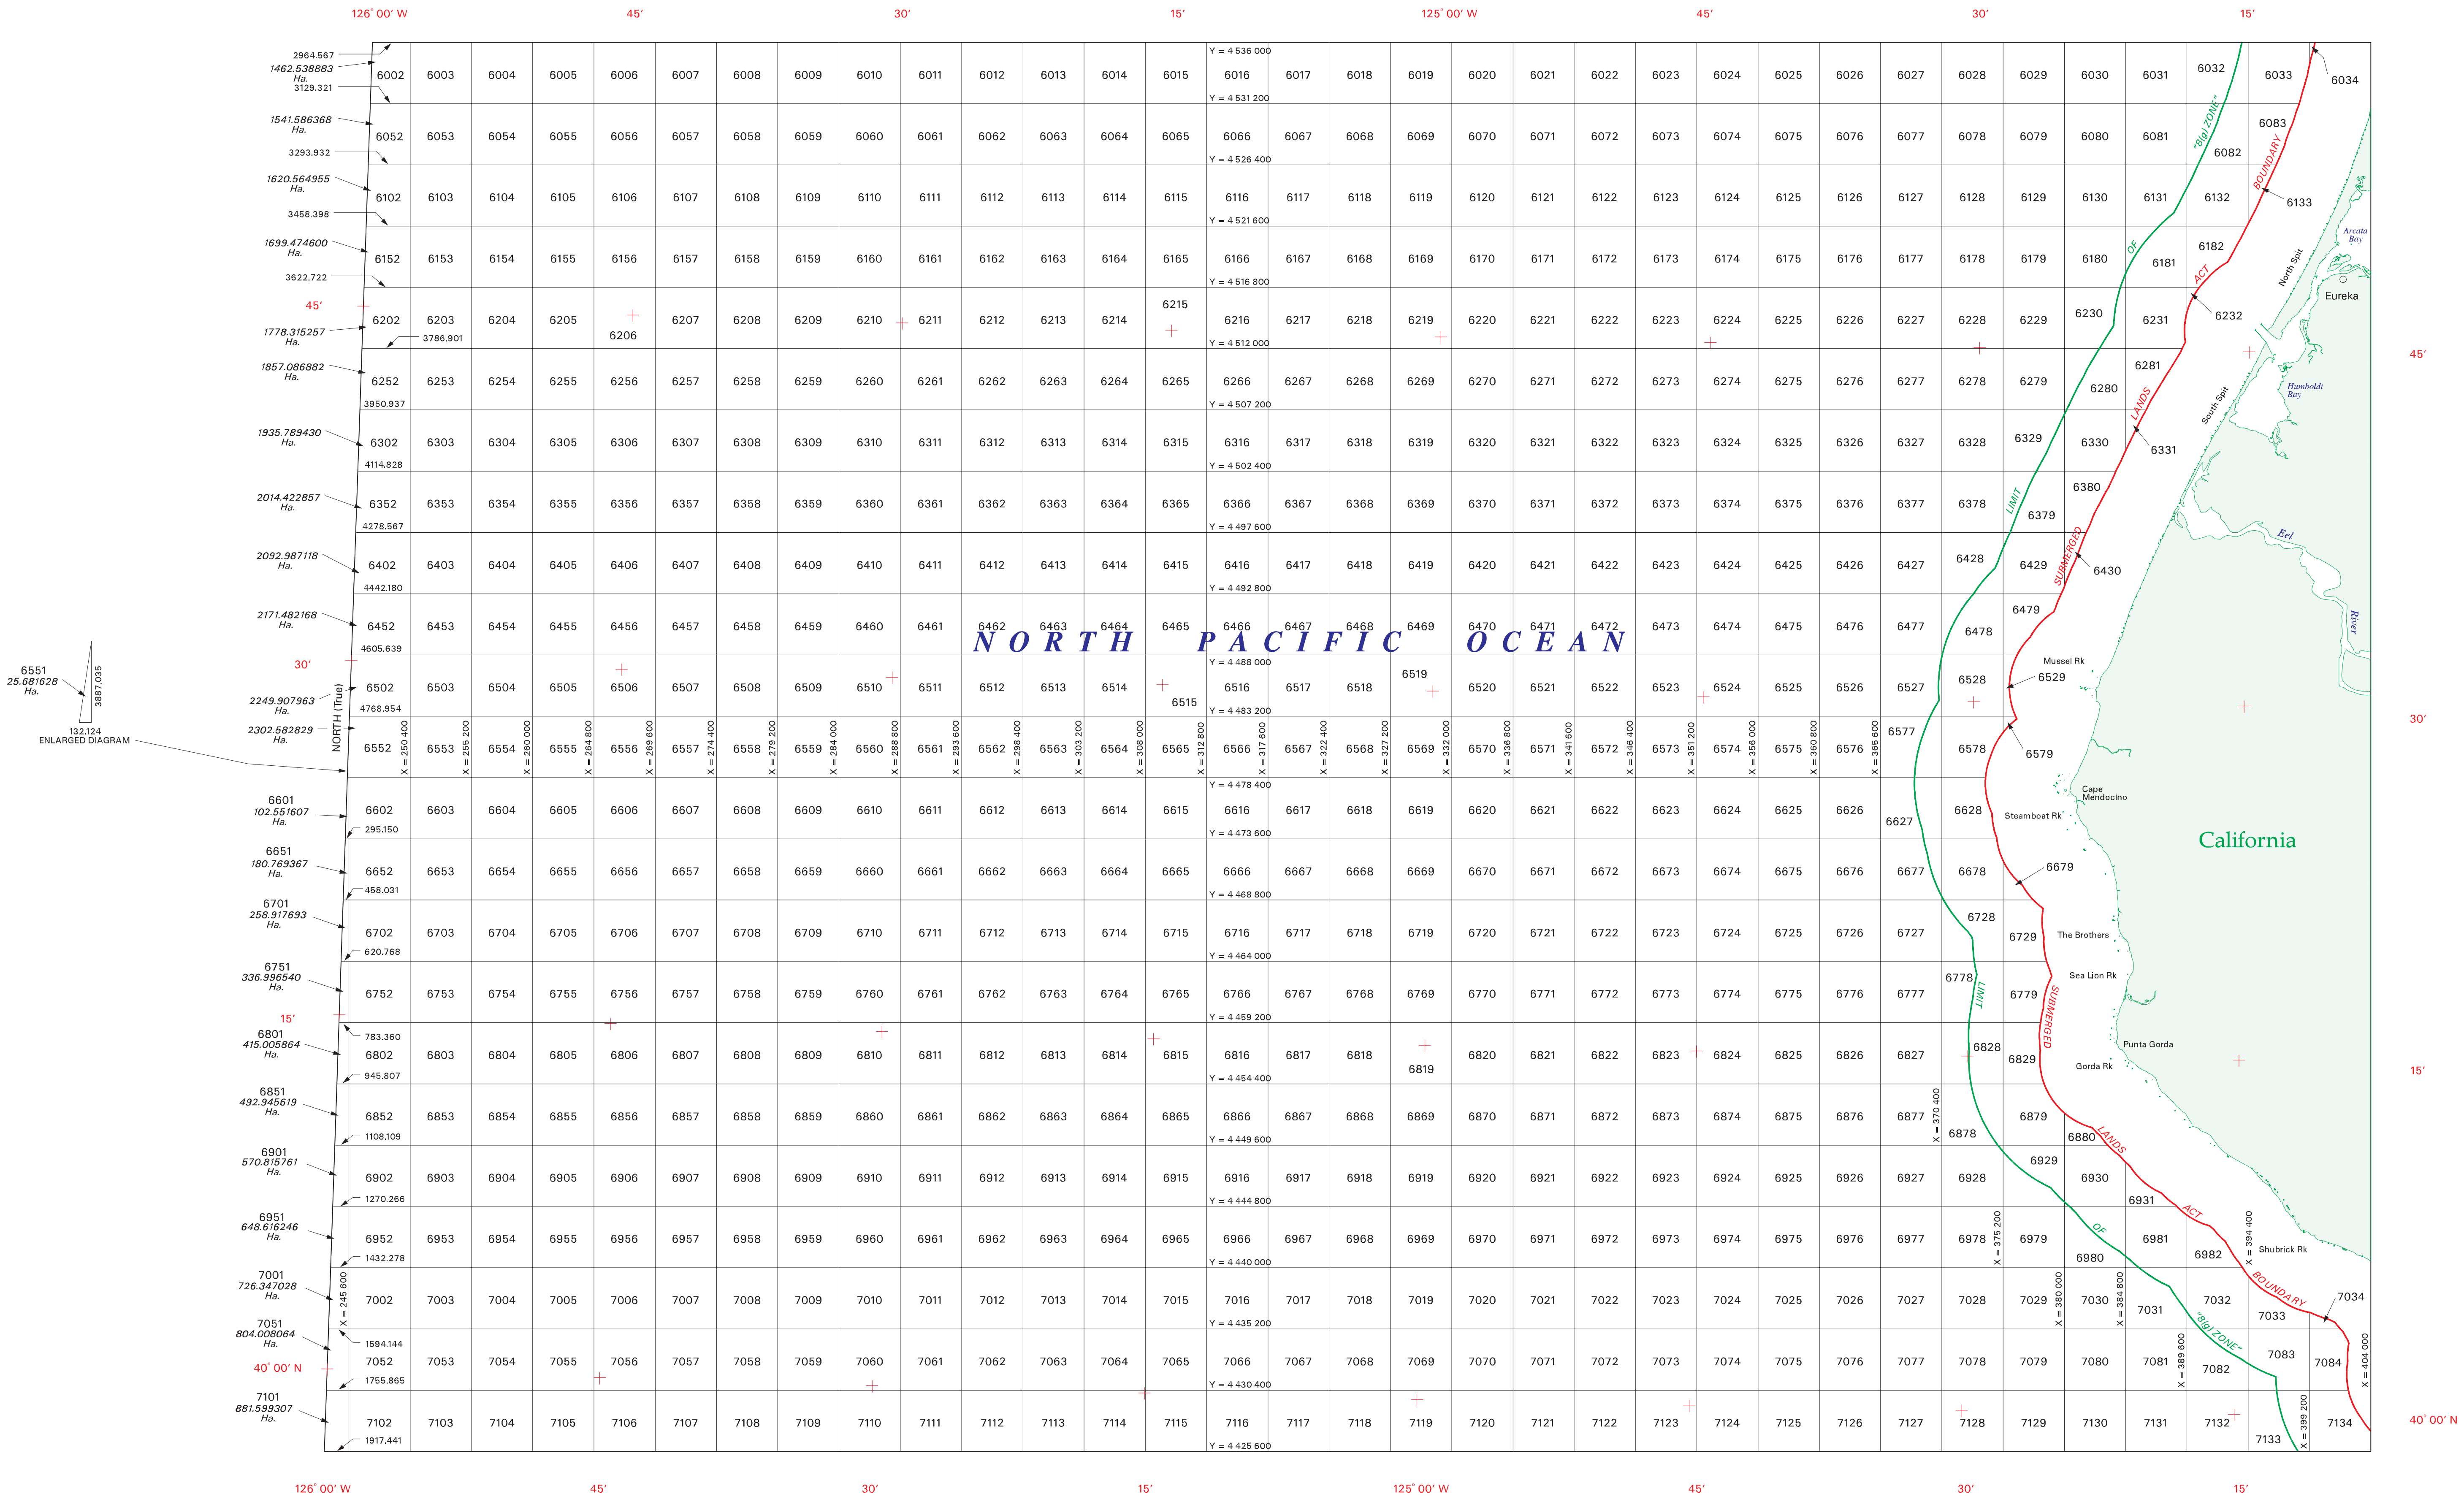 126° 00' W 45' 30' 15' 125° 00' W 45' 30' 15'
2964.567
1462.538883
Ha.
3129.321
Y = 4 536 000
6002 6003 6004 6005 6006 6007 6008 6009 6010 6011 6012 6013 6014 6015 6016 6017 6018 6019 6020 6021 6022 6023 6024 6025 6026 6027 6028 6029 6030 6031 6032 6033 6034
Y = 4 531 200
1541.586368
Ha.
3293.932
6052 6053 6054 6055 6056 6057 6058 6059 6060 6061 6062 6063 6064 6065 6066 6067 6068 6069 6070 6071 6072 6073 6074 6075 6076 6077 6078 6079 6080 6081 6082 6083
"8(g) ZONE"
BOUNDARY
Y = 4 526 400
1620.564955
Ha.
3458.398
6102 6103 6104 6105 6106 6107 6108 6109 6110 6111 6112 6113 6114 6115 6116 6117 6118 6119 6120 6121 6122 6123 6124 6125 6126 6127 6128 6129 6130 6131 6132 6133
Y = 4 521 600
Arcata
Bay
1699.474600
Ha.
3622.722
6152 6153 6154 6155 6156 6157 6158 6159 6160 6161 6162 6163 6164 6165 6166 6167 6168 6169 6170 6171 6172 6173 6174 6175 6176 6177 6178 6179 6180 6181 6182
OF
ACT
North Spit
Y = 4 516 800
Eureka
45'
1778.315257
Ha.
3786.901
6202 6203 6204 6205 6206 6207 6208 6209 6210 6211 6212 6213 6214 6215 6216 6217 6218 6219 6220 6221 6222 6223 6224 6225 6226 6227 6228 6229 6230 6231 6232
Y = 4 512 000
45'
1857.086882
Ha.
6252 6253 6254 6255 6256 6257 6258 6259 6260 6261 6262 6263 6264 6265 6266 6267 6268 6269 6270 6271 6272 6273 6274 6275 6276 6277 6278 6279 6280 6281
3950.937
LANDS
South Spit
Humboldt
Bay
Y = 4 507 200
1935.789430
Ha.
6302 6303 6304 6305 6306 6307 6308 6309 6310 6311 6312 6313 6314 6315 6316 6317 6318 6319 6320 6321 6322 6323 6324 6325 6326 6327 6328 6329 6330 6331
4114.828
Y = 4 502 400
2014.422857
Ha.
6352 6353 6354 6355 6356 6357 6358 6359 6360 6361 6362 6363 6364 6365 6366 6367 6368 6369 6370 6371 6372 6373 6374 6375 6376 6377 6378 6379 6380
4278.567
LIMIT
Y = 4 497 600
Eel
2092.987118
Ha.
6402 6403 6404 6405 6406 6407 6408 6409 6410 6411 6412 6413 6414 6415 6416 6417 6418 6419 6420 6421 6422 6423 6424 6425 6426 6427 6428 6429 6430
4442.180
SUBMERGED
Y = 4 492 800
River
2171.482168
Ha.
6452 6453 6454 6455 6456 6457 6458 6459 6460 6461 6462 6463 6464 6465 6466 6467 6468 6469 6470 6471 6472 6473 6474 6475 6476 6477 6478 6479
4605.639
NORTH PACIFIC OCEAN
Y = 4 488 000
Mussel Rk
30'
6551
25.681628
Ha.
3887.035
132.124
ENLARGED DIAGRAM
NORTH (True)
2249.907963
Ha.
6502 6503 6504 6505 6506 6507 6508 6509 6510 6511 6512 6513 6514 6515 6516 6517 6518 6519 6520 6521 6522 6523 6524 6525 6526 6527 6528 6529
4768.954
Y = 4 483 200
30'
2302.582829
Ha.
6552 6553 6554 6555 6556 6557 6558 6559 6560 6561 6562 6563 6564 6565 6566 6567 6568 6569 6570 6571 6572 6573 6574 6575 6576 6577 6578 6579
X = 250 400 X = 255 200 X = 260 000 X = 264 800 X = 269 600 X = 274 400 X = 279 200 X = 284 000 X = 288 800 X = 293 600 X = 298 400 X = 303 200 X = 308 000 X = 312 800 X = 317 600 X = 322 400 X = 327 200 X = 332 000 X = 336 800 X = 341 600 X = 346 400 X = 351 200 X = 356 000 X = 360 800 X = 365 600
Y = 4 478 400
Cape
Mendocino
6601
102.551607
Ha.
6602 6603 6604 6605 6606 6607 6608 6609 6610 6611 6612 6613 6614 6615 6616 6617 6618 6619 6620 6621 6622 6623 6624 6625 6626 6627 6628
Steamboat Rk
295.150
Y = 4 473 600
California
6651
180.769367
Ha.
6652 6653 6654 6655 6656 6657 6658 6659 6660 6661 6662 6663 6664 6665 6666 6667 6668 6669 6670 6671 6672 6673 6674 6675 6676 6677 6678 6679
458.031
Y = 4 468 800
6701
258.917693
Ha.
6702 6703 6704 6705 6706 6707 6708 6709 6710 6711 6712 6713 6714 6715 6716 6717 6718 6719 6720 6721 6722 6723 6724 6725 6726 6727 6728 6729
The Brothers
620.768
Y = 4 464 000
6751
336.996540
Ha.
Sea Lion Rk
6752 6753 6754 6755 6756 6757 6758 6759 6760 6761 6762 6763 6764 6765 6766 6767 6768 6769 6770 6771 6772 6773 6774 6775 6776 6777 6778 6779
LIMIT
SUBMERGED
Y = 4 459 200
15'
783.360
6801
415.005864
Ha.
6802 6803 6804 6805 6806 6807 6808 6809 6810 6811 6812 6813 6814 6815 6816 6817 6818 6819 6820 6821 6822 6823 6824 6825 6826 6827 6828 6829
Punta Gorda
Gorda Rk
15'
945.807
Y = 4 454 400
6851
492.945619
Ha.
6852 6853 6854 6855 6856 6857 6858 6859 6860 6861 6862 6863 6864 6865 6866 6867 6868 6869 6870 6871 6872 6873 6874 6875 6876 6877 6878 6879 6880
X = 370 400
LANDS
1108.109
Y = 4 449 600
6901
570.815761
Ha.
6902 6903 6904 6905 6906 6907 6908 6909 6910 6911 6912 6913 6914 6915 6916 6917 6918 6919 6920 6921 6922 6923 6924 6925 6926 6927 6928 6929 6930 6931
1270.266
Y = 4 444 800
ACT
6951
648.616246
Ha.
6952 6953 6954 6955 6956 6957 6958 6959 6960 6961 6962 6963 6964 6965 6966 6967 6968 6969 6970 6971 6972 6973 6974 6975 6976 6977 6978 6979 6980 6981 6982
X = 375 200
OF
X = 394 400
Shubrick Rk
1432.278
Y = 4 440 000
7001
726.347028
Ha.
X = 245 600
7002 7003 7004 7005 7006 7007 7008 7009 7010 7011 7012 7013 7014 7015 7016 7017 7018 7019 7020 7021 7022 7023 7024 7025 7026 7027 7028 7029 7030 7031 7032 7033 7034
X = 380 000
X = 384 800
BOUNDARY
Y = 4 435 200
"8(g) ZONE"
7051
804.008064
Ha.
1594.144
40° 00' N
7052 7053 7054 7055 7056 7057 7058 7059 7060 7061 7062 7063 7064 7065 7066 7067 7068 7069 7070 7071 7072 7073 7074 7075 7076 7077 7078 7079 7080 7081 7082 7083 7084
X = 389 600
X = 404 000
1755.865
Y = 4 430 400
7101
881.599307
Ha.
7102 7103 7104 7105 7106 7107 7108 7109 7110 7111 7112 7113 7114 7115 7116 7117 7118 7119 7120 7121 7122 7123 7124 7125 7126 7127 7128 7129 7130 7131 7132 7133 7134
X = 399 200
40° 00' N
1917.441
Y = 4 425 600
126° 00' W 45' 30' 15' 125° 00' W 45' 30' 15'